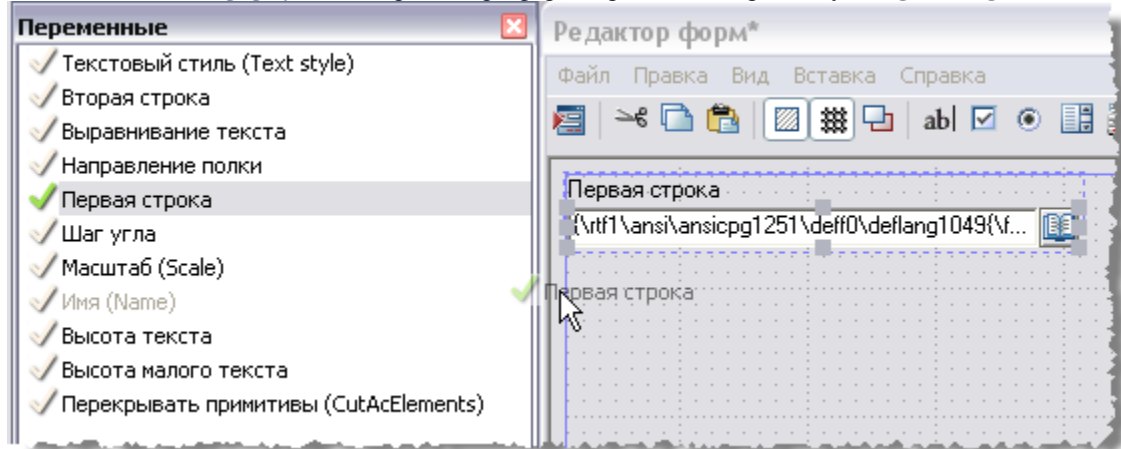 Переменные
Текстовый стиль (Text style)
Вторая строка
Выравнивание текста
Направление полки
Первая строка
Шаг угла
Масштаб (Scale)
Имя (Name)
Высота текста
Высота малого текста
Перекрывать примитивы (CutAcElements)
Редактор форм*
Файл Правка Вид Вставка Справка
ab|
Первая строка
{\rtf1\ansi\ansicpg1251\deff0\deflang1049{\f...
Первая строка